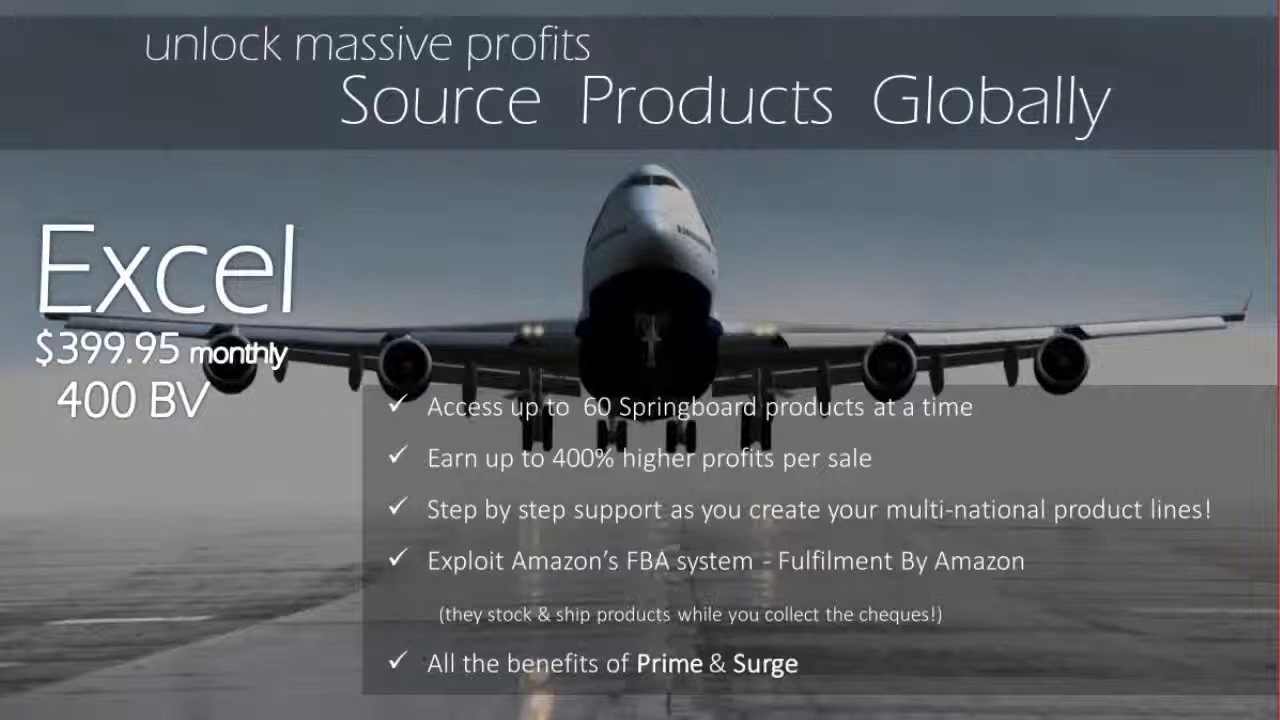 unlock massive profits
Source Products Globally
Excel
$399.95 monthly
400 BV
✓ Access up to 60 Springboard products at a time
✓ Earn up to 400% higher profits per sale
✓ Step by step support as you create your multi-national product lines!
✓ Exploit Amazon’s FBA system - Fulfilment By Amazon
(they stock & ship products while you collect the cheques!)
✓ All the benefits of Prime & Surge